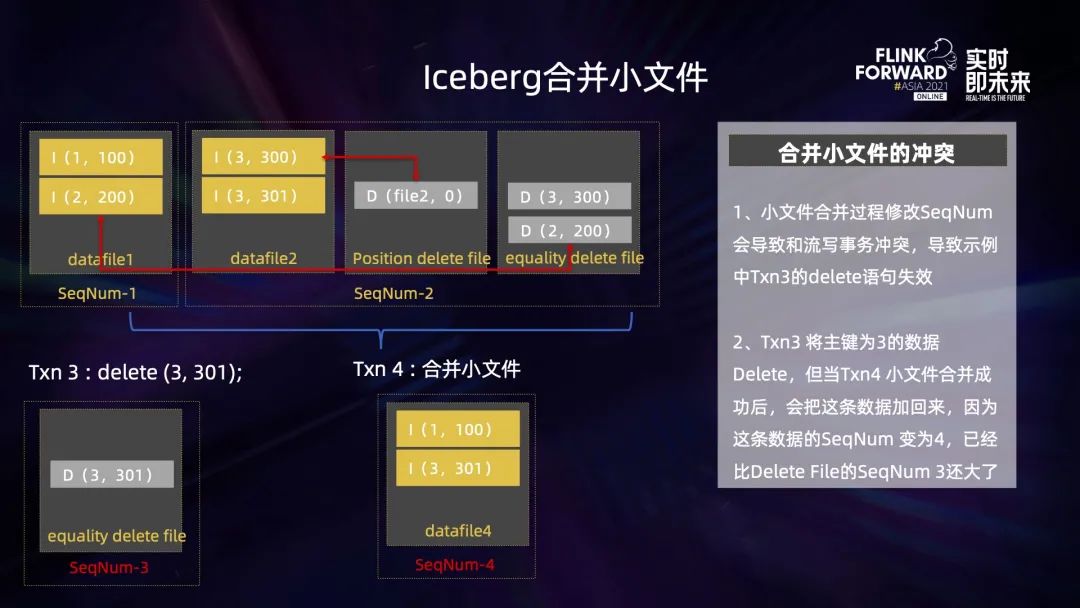 Iceberg合并小文件
FLINK
FORWARD
#ASIA 2021
ONLINE
实时
即未来
REAL-TIME IS THE FUTURE
I（1，100）
I（2，200）
datafile1
SeqNum-1
I（3，300）
I（3，301）
datafile2
D（file2，0）
Position delete file
D（3，300）
D（2，200）
equality delete file
SeqNum-2
Txn 3 : delete (3, 301);
D（3，301）
equality delete file
SeqNum-3
Txn 4 : 合并小文件
I（1，100）
I（3，301）
datafile4
SeqNum-4
合并小文件的冲突
1、小文件合并过程修改SeqNum
会导致和流写事务冲突，导致示例
中Txn3的delete语句失效
2、Txn3 将主键为3的数据
Delete，但当Txn4 小文件合并成
功后，会把这条数据加回来，因为
这条数据的SeqNum 变为4，已经
比Delete File的SeqNum 3还大了